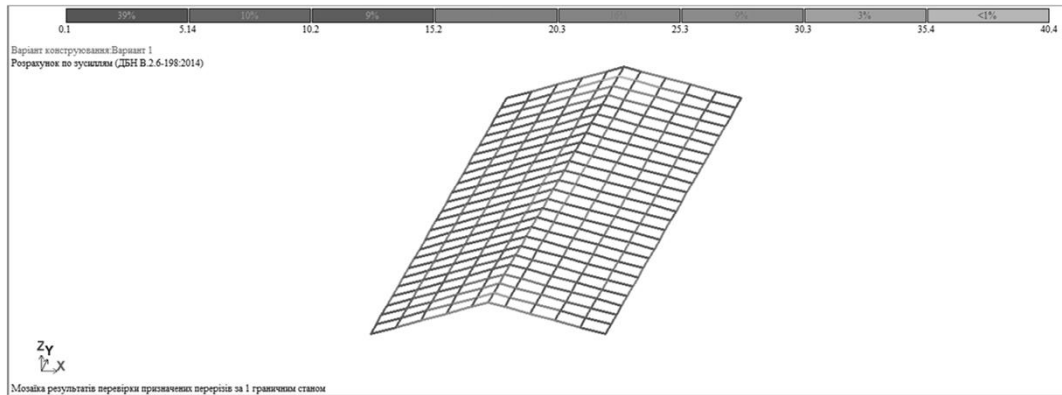 39% 10% 9% 9% 3% <1%
0.1 5.14 10.2 15.2 20.3 25.3 30.3 35.4 40.4
Варіант конструювання:Вариант 1
Розрахунок по зусиллям (ДБН В.2.6-198:2014)
Z Y
X
Мозаїка результатів перевірки призначених перерізів за 1 граничним станом